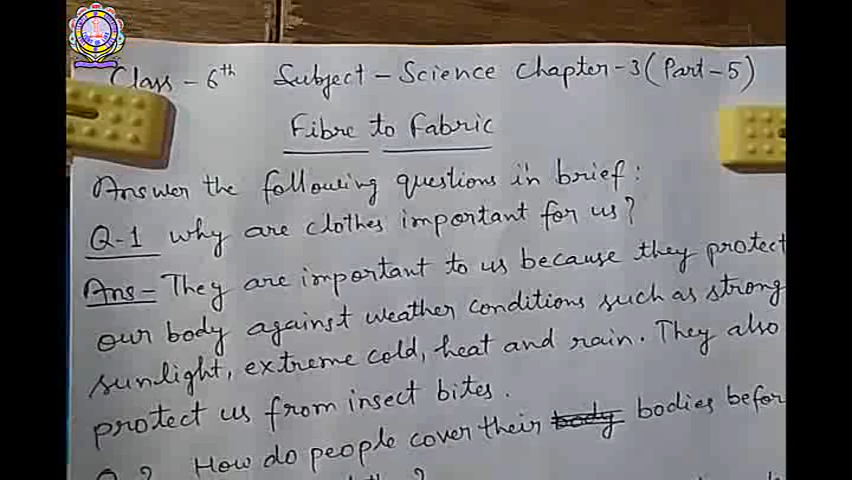 Class - 6th Subject - Science Chapter - 3 (Part - 5)
Fibre to Fabric
Answer the following questions in brief:
Q-1 Why are clothes important for us?
Ans - They are important to us because they protect
our body against weather conditions such as strong
sunlight, extreme cold, heat and rain. They also
protect us from insect bites.
How do people cover their body bodies befor